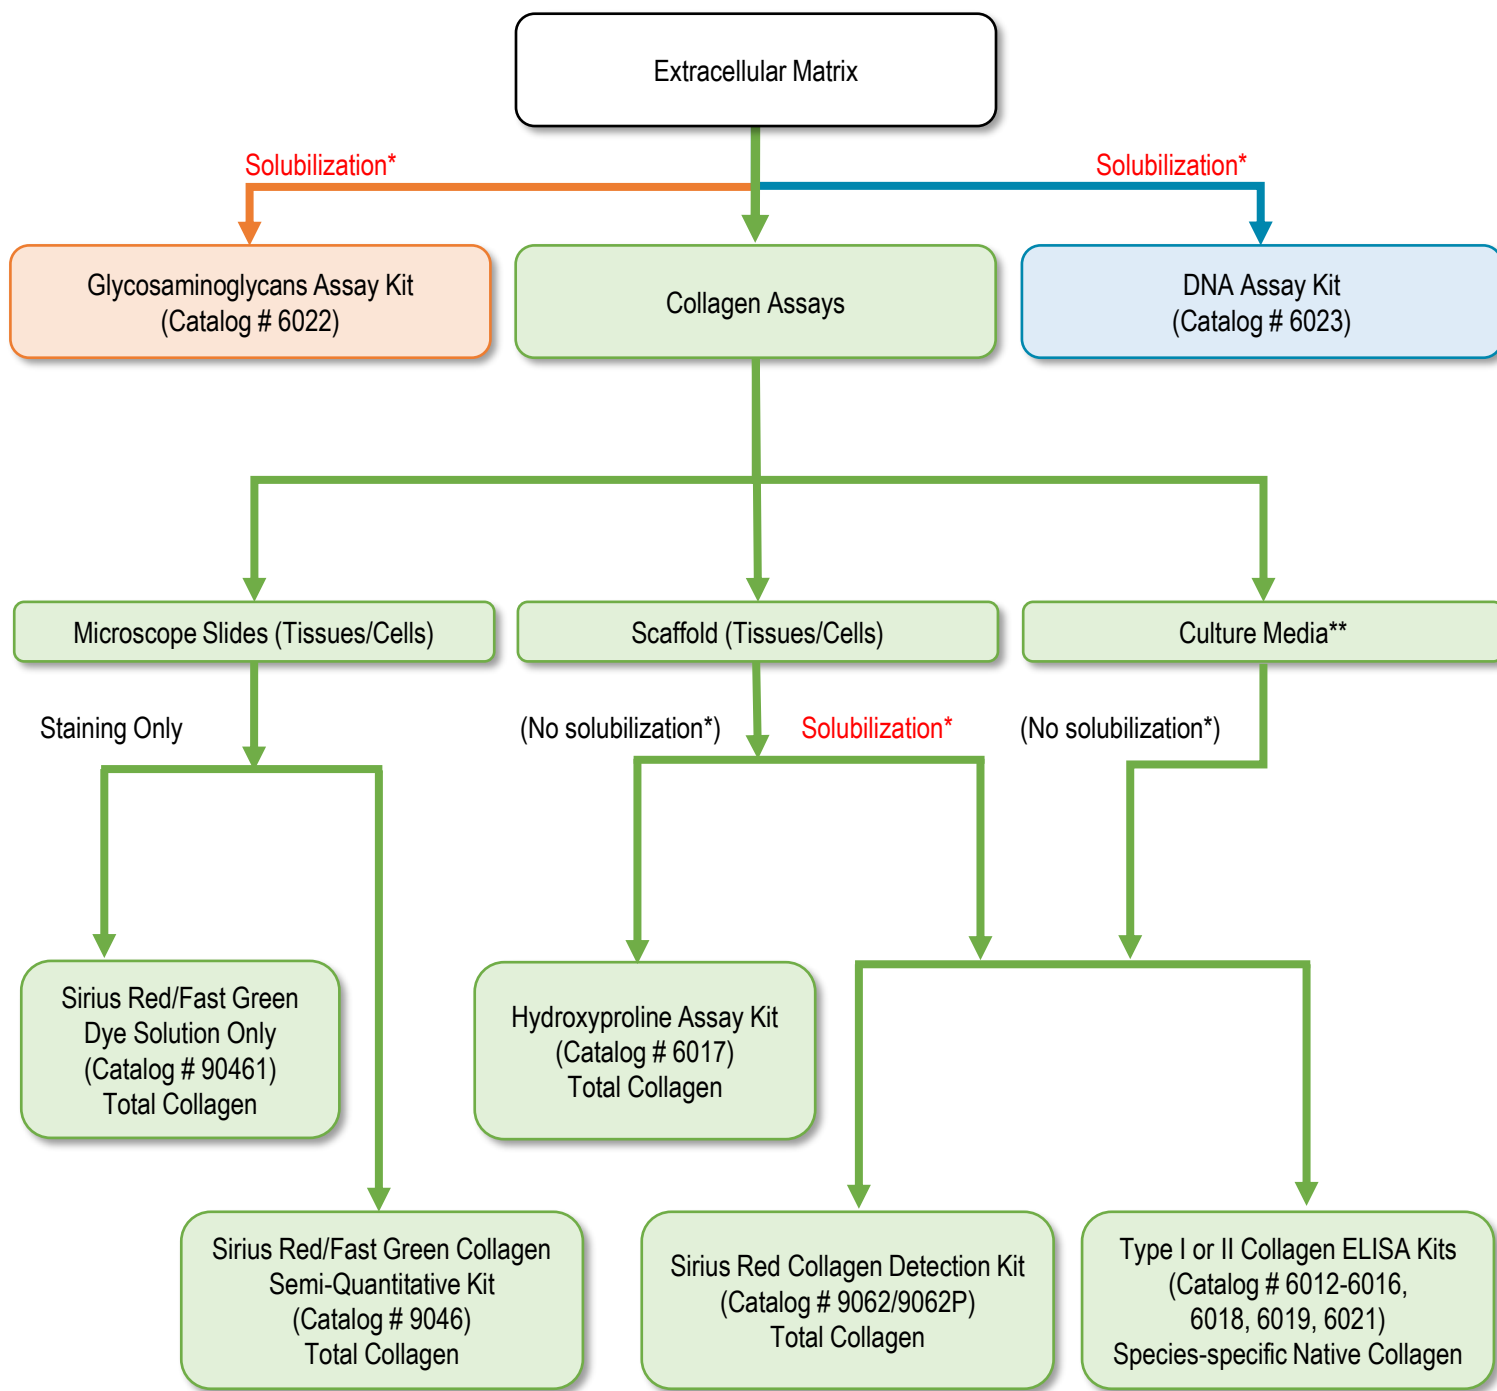 Extracellular Matrix
Solubilization*
Solubilization*
Glycosaminoglycans Assay Kit
(Catalog # 6022)
Collagen Assays
DNA Assay Kit
(Catalog # 6023)
Microscope Slides (Tissues/Cells)
Scaffold (Tissues/Cells)
Culture Media**
Staining Only
(No solubilization*)
Solubilization*
(No solubilization*)
Sirius Red/Fast Green
Dye Solution Only
(Catalog # 90461)
Total Collagen
Hydroxyproline Assay Kit
(Catalog # 6017)
Total Collagen
Sirius Red/Fast Green Collagen
Semi-Quantitative Kit
(Catalog # 9046)
Total Collagen
Sirius Red Collagen Detection Kit
(Catalog # 9062/9062P)
Total Collagen
Type I or II Collagen ELISA Kits
(Catalog # 6012-6016,
6018, 6019, 6021)
Species-specific Native Collagen